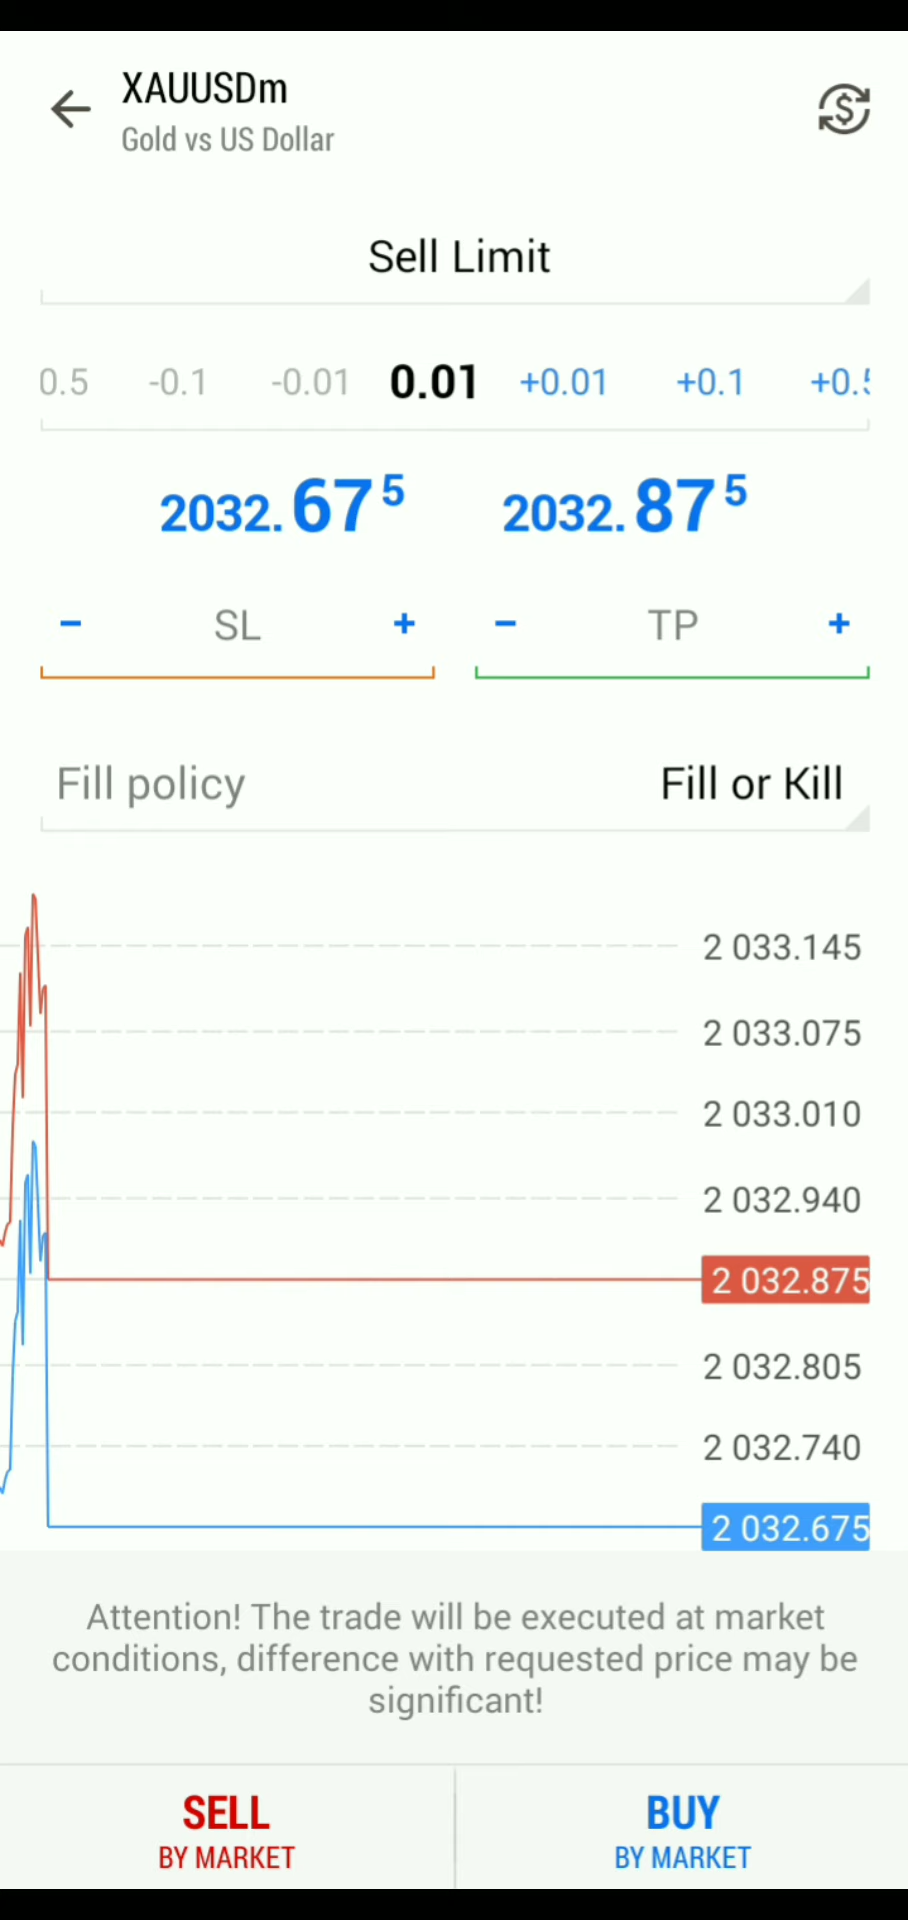 XAUUSDm
Gold vs US Dollar
Sell Limit
0.5 -0.1 -0.01 0.01 +0.01 +0.1 +0.5
2032.675 2032.875
- SL + - TP +
Fill policy Fill or Kill
2 033.145
2 033.075
2 033.010
2 032.940
2 032.875
2 032.805
2 032.740
2 032.675
Attention! The trade will be executed at market
conditions, difference with requested price may be
significant!
SELL BUY
BY MARKET BY MARKET